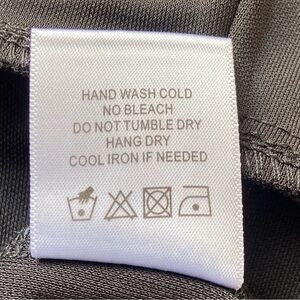 HAND WASH COLD
NO BLEACH
DO NOT TUMBLE DRY
HANG DRY
COOL IRON IF NEEDED